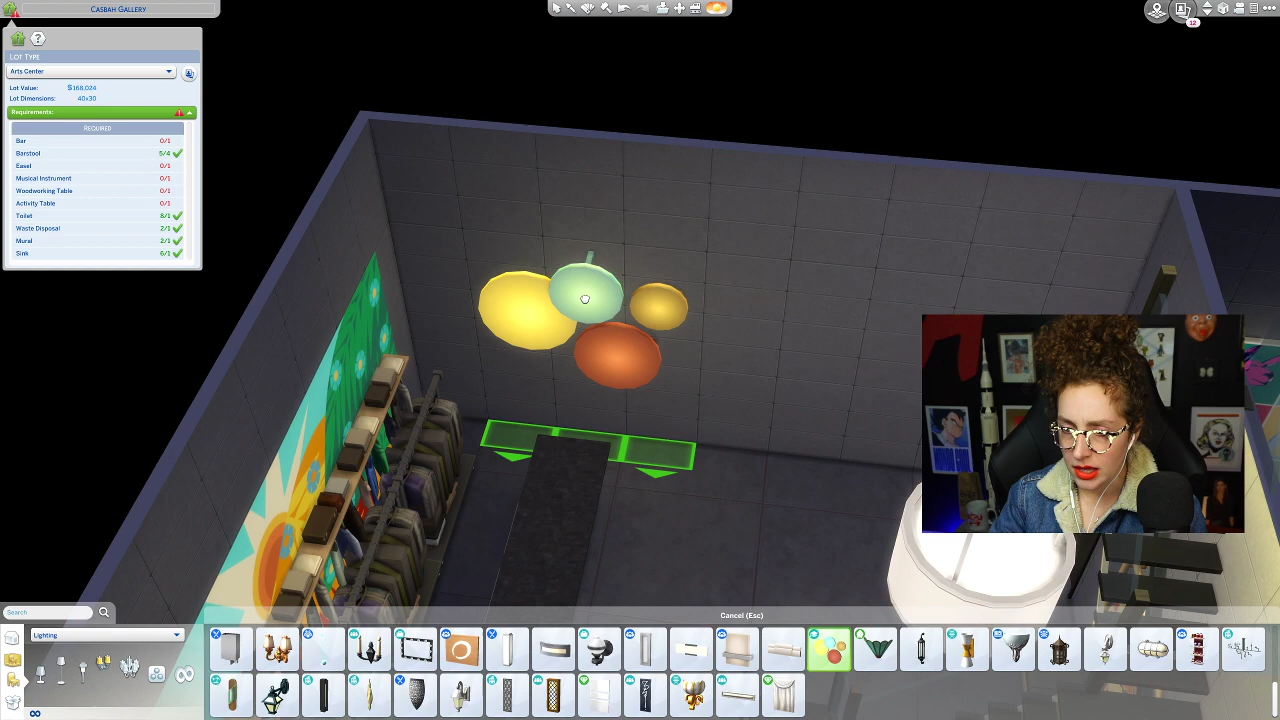 CASBAH GALLERY
12
LOT TYPE
Arts Center
Lot Value: $168,024
Lot Dimensions: 40x30
Requirements:
REQUIRED
Bar 0/1
Barstool 5/4
Easel 0/1
Musical Instrument 0/1
Woodworking Table 0/1
Activity Table 0/1
Toilet 8/1
Waste Disposal 2/1
Mural 2/1
Sink 6/1
Cancel (Esc)
Search
Lighting